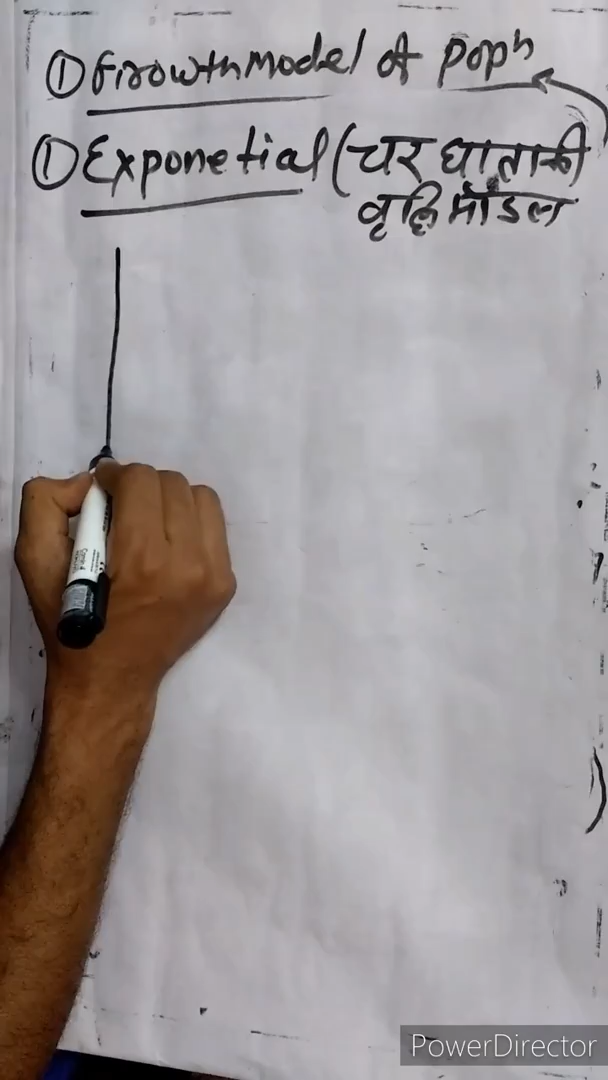 ① Growth Model of Popn
① Exponetial (चर घाताकी
वृद्धि मॉडल
PowerDirector